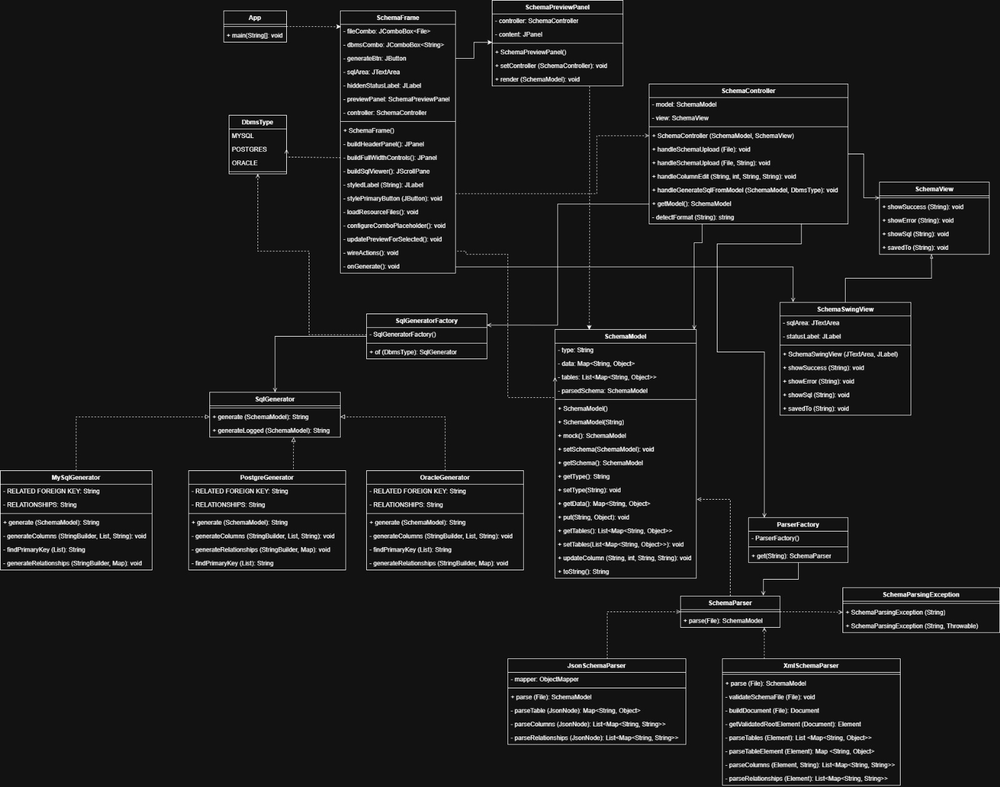 App
+ main(String[]: void
SchemaFrame
- fileCombo: JComboBox<File>
- dbmsCombo: JComboBox<String>
- generateBtn: JButton
- sqlArea: JTextArea
- hiddenStatusLabel: JLabel
- previewPanel: SchemaPreviewPanel
- controller: SchemaController
+ SchemaFrame()
- buildHeaderPanel(): JPanel
- buildFullWidthControls(): JPanel
- buildSqlViewer(): JScrollPane
- styledLabel (String): JLabel
- stylePrimaryButton (JButton): void
- loadResourceFiles(): void
- configureComboPlaceholder(): void
- updatePreviewForSelected(): void
- wireActions(): void
- onGenerate(): void
SchemaPreviewPanel
- controller: SchemaController
- content: JPanel
+ SchemaPreviewPanel()
+ setController (SchemaController): void
+ render (SchemaModel): void
SchemaController
- model: SchemaModel
- view: SchemaView
+ SchemaController (SchemaModel, SchemaView)
+ handleSchemaUpload (File): void
+ handleSchemaUpload (File, String): void
+ handleColumnEdit (String, int, String, String): void
+ handleGenerateSqlFromModel (SchemaModel, DbmsType): void
+ getModel(): SchemaModel
- detectFormat (String): string
DbmsType
MYSQL
POSTGRES
ORACLE
SchemaView
+ showSuccess (String): void
+ showError (String): void
+ showSql (String): void
+ savedTo (String): void
SchemaSwingView
- sqlArea: JTextArea
- statusLabel: JLabel
+ SchemaSwingView (JTextArea, JLabel)
+ showSuccess (String): void
+ showError (String): void
+ showSql (String): void
+ savedTo (String): void
SqlGeneratorFactory
- SqlGeneratorFactory()
+ of (DbmsType): SqlGenerator
SchemaModel
- type: String
- data: Map<String, Object>
- tables: List<Map<String, Object>>
- parsedSchema: SchemaModel
+ SchemaModel()
+ SchemaModel(String)
+ mock(): SchemaModel
+ setSchema(SchemaModel): void
+ getSchema(): SchemaModel
+ getType(): String
+ setType(String): void
+ getData(): Map<String, Object>
+ put(String, Object): void
+ getTables(): List<Map<String, Object>>
+ setTables(List<Map<String, Object>>): void
+ updateColumn (String, int, String, String): void
+ toString(): String
SqlGenerator
+ generate (SchemaModel): String
+ generateLogged (SchemaModel): String
MySqlGenerator
- RELATED FOREIGN KEY: String
- RELATIONSHIPS: String
+ generate (SchemaModel): String
- generateColumns (StringBuilder, List, String): void
- findPrimaryKey (List): String
- generateRelationships (StringBuilder, Map): void
PostgreGenerator
- RELATED FOREIGN KEY: String
- RELATIONSHIPS: String
+ generate (SchemaModel): String
- generateColumns (StringBuilder, List, String): void
- generateRelationships (StringBuilder, Map): void
- findPrimaryKey (List): String
OracleGenerator
- RELATED FOREIGN KEY: String
- RELATIONSHIPS: String
+ generate (SchemaModel): String
- generateColumns (StringBuilder, List, String): void
- findPrimaryKey (List): String
- generateRelationships (StringBuilder, Map): void
ParserFactory
- ParserFactory()
+ get(String): SchemaParser
SchemaParser
+ parse(File): SchemaModel
SchemaParsingException
+ SchemaParsingException (String)
+ SchemaParsingException (String, Throwable)
JsonSchemaParser
- mapper: ObjectMapper
+ parse (File): SchemaModel
- parseTable (JsonNode): Map<String, Object>
- parseColumns (JsonNode): List<Map<String, String>>
- parseRelationships (JsonNode): List<Map<String, String>>
XmlSchemaParser
+ parse (File): SchemaModel
- validateSchemaFile (File): void
- buildDocument (File): Document
- getValidatedRootElement (Document): Element
- parseTables (Element): List <Map<String, Object>>
- parseTableElement (Element): Map <String, Object>
- parseColumns (Element, String): List<Map<String, String>>
- parseRelationships (Element): List<Map<String, String>>